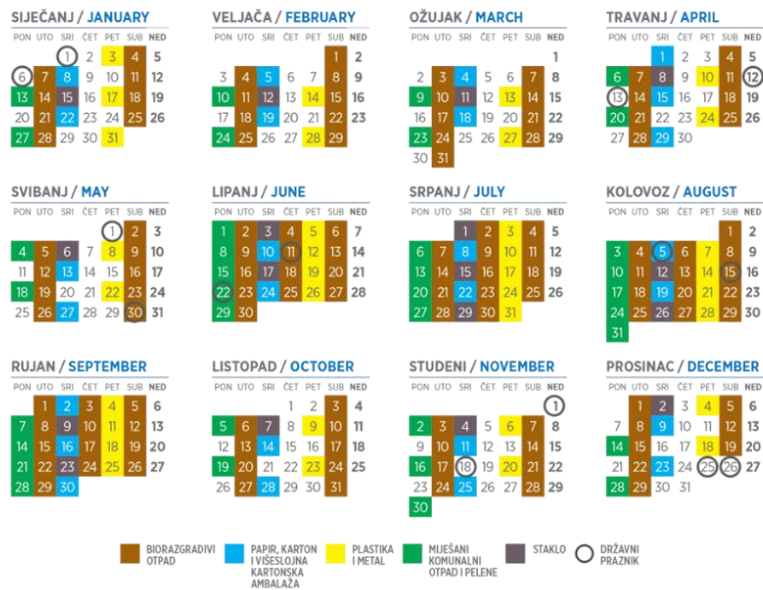 SIJEČANJ / JANUARY
PON UTO SRI ČET PET SUB NED
1 2 3 4 5
6 7 8 9 10 11 12
13 14 15 16 17 18 19
20 21 22 23 24 25 26
27 28 29 30 31
VELJAČA / FEBRUARY
PON UTO SRI ČET PET SUB NED
1 2
3 4 5 6 7 8 9
10 11 12 13 14 15 16
17 18 19 20 21 22 23
24 25 26 27 28 29
OŽUJAK / MARCH
PON UTO SRI ČET PET SUB NED
1
2 3 4 5 6 7 8
9 10 11 12 13 14 15
16 17 18 19 20 21 22
23 24 25 26 27 28 29
30 31
TRAVANJ / APRIL
PON UTO SRI ČET PET SUB NED
1 2 3 4 5
6 7 8 9 10 11 12
13 14 15 16 17 18 19
20 21 22 23 24 25 26
27 28 29 30
SVIBANJ / MAY
PON UTO SRI ČET PET SUB NED
1 2 3
4 5 6 7 8 9 10
11 12 13 14 15 16 17
18 19 20 21 22 23 24
25 26 27 28 29 30 31
LIPANJ / JUNE
PON UTO SRI ČET PET SUB NED
1 2 3 4 5 6 7
8 9 10 11 12 13 14
15 16 17 18 19 20 21
22 23 24 25 26 27 28
29 30
SRPANJ / JULY
PON UTO SRI ČET PET SUB NED
1 2 3 4 5
6 7 8 9 10 11 12
13 14 15 16 17 18 19
20 21 22 23 24 25 26
27 28 29 30 31
KOLOVOZ / AUGUST
PON UTO SRI ČET PET SUB NED
1 2
3 4 5 6 7 8 9
10 11 12 13 14 15 16
17 18 19 20 21 22 23
24 25 26 27 28 29 30
31
RUJAN / SEPTEMBER
PON UTO SRI ČET PET SUB NED
1 2 3 4 5 6
7 8 9 10 11 12 13
14 15 16 17 18 19 20
21 22 23 24 25 26 27
28 29 30
LISTOPAD / OCTOBER
PON UTO SRI ČET PET SUB NED
1 2 3 4
5 6 7 8 9 10 11
12 13 14 15 16 17 18
19 20 21 22 23 24 25
26 27 28 29 30 31
STUDENI / NOVEMBER
PON UTO SRI ČET PET SUB NED
1
2 3 4 5 6 7 8
9 10 11 12 13 14 15
16 17 18 19 20 21 22
23 24 25 26 27 28 29
30
PROSINAC / DECEMBER
PON UTO SRI ČET PET SUB NED
1 2 3 4 5 6
7 8 9 10 11 12 13
14 15 16 17 18 19 20
21 22 23 24 25 26 27
28 29 30 31
BIORAZGRADIVI
OTPAD
PAPIR, KARTON
I VIŠESLOJNA
KARTONSKA
AMBALAŽA
PLASTIKA
I METAL
MIJEŠANI
KOMUNALNI
OTPAD I PELENE
STAKLO
DRŽAVNI
PRAZNIK